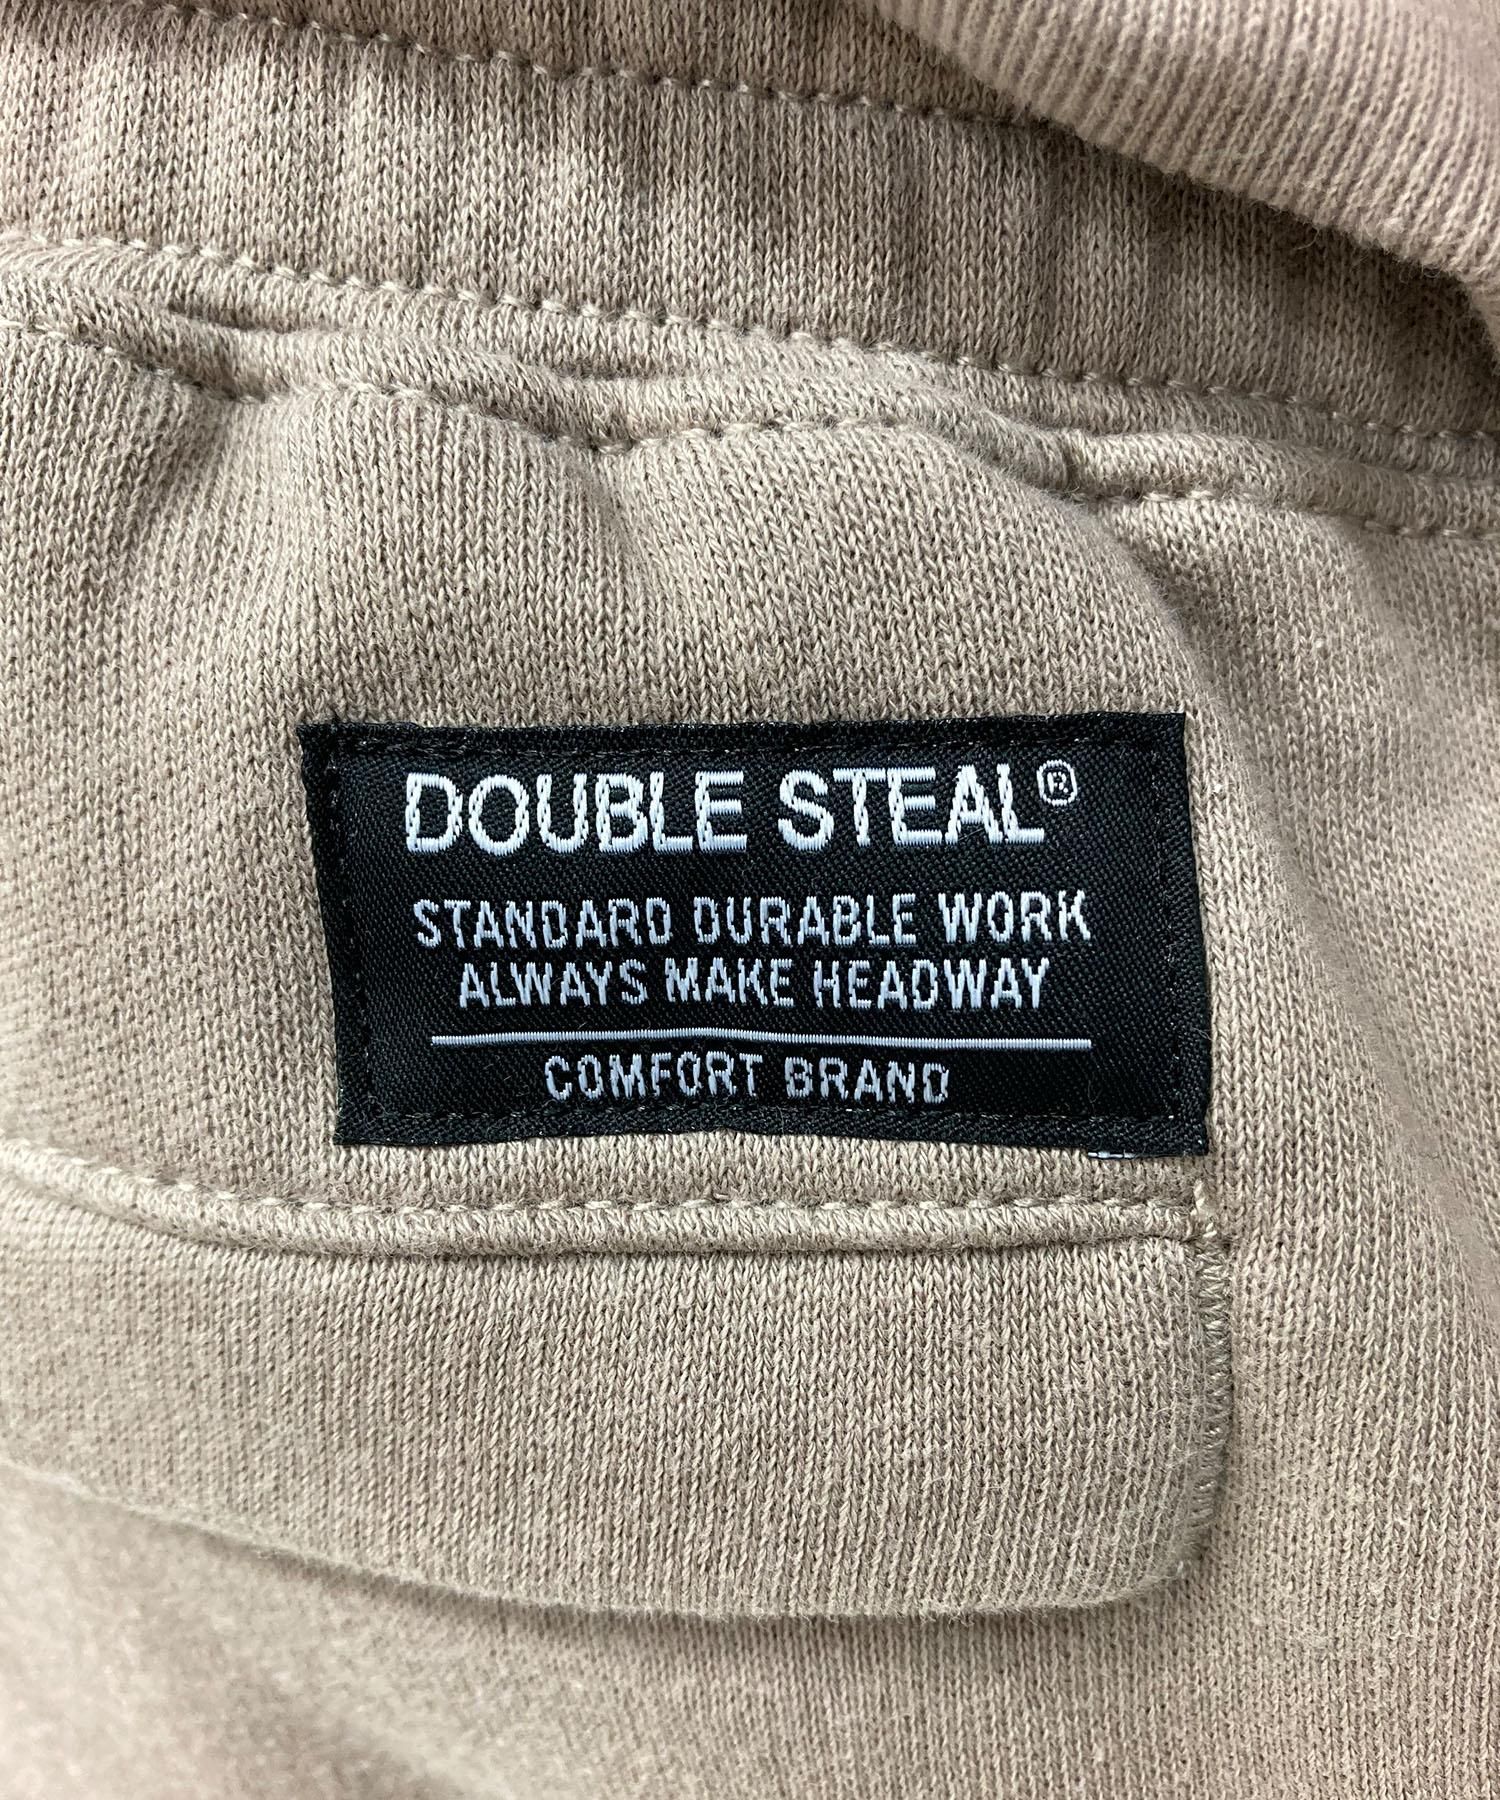 DOUBLE STEAL®
STANDARD DURABLE WORK
ALWAYS MAKE HEADWAY
COMFORT BRAND